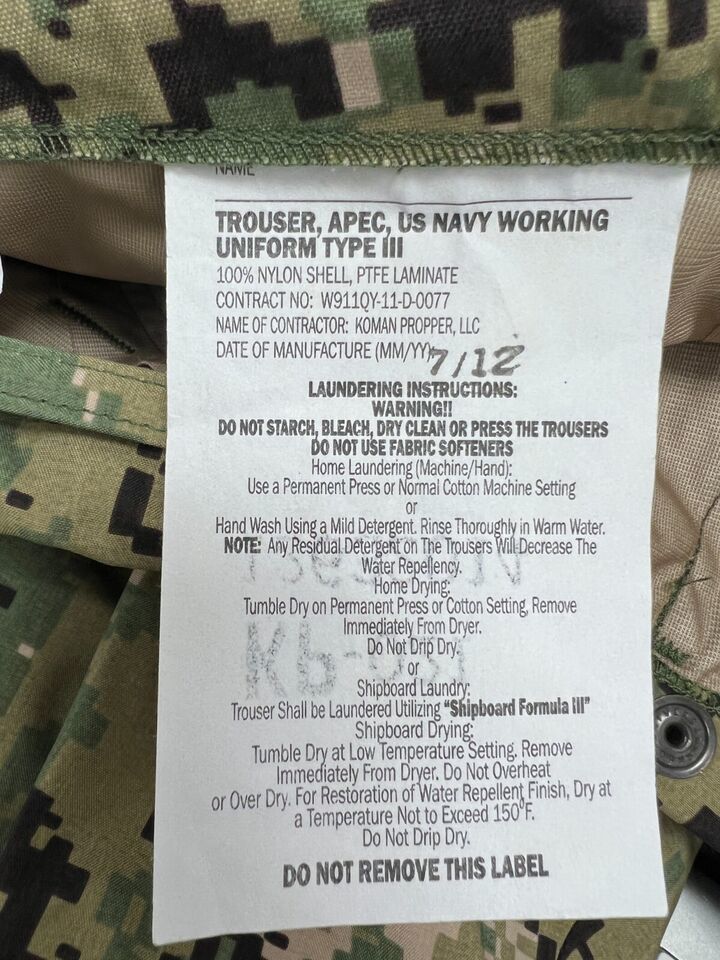 NAME
TROUSER, APEC, US NAVY WORKING
UNIFORM TYPE III
100% NYLON SHELL, PTFE LAMINATE
CONTRACT NO: W911QY-11-D-0077
NAME OF CONTRACTOR: KOMAN PROPPER, LLC
DATE OF MANUFACTURE (MM/YY) 7/12
LAUNDERING INSTRUCTIONS:
WARNING!!
DO NOT STARCH, BLEACH, DRY CLEAN OR PRESS THE TROUSERS
DO NOT USE FABRIC SOFTENERS
Home Laundering (Machine/Hand):
Use a Permanent Press or Normal Cotton Machine Setting
or
Hand Wash Using a Mild Detergent. Rinse Thoroughly in Warm Water.
NOTE: Any Residual Detergent on The Trousers Will Decrease The
Water Repellency.
Home Drying:
Tumble Dry on Permanent Press or Cotton Setting, Remove
Immediately From Dryer.
Do Not Drip Dry.
or
Shipboard Laundry:
Trouser Shall be Laundered Utilizing "Shipboard Formula III"
Shipboard Drying:
Tumble Dry at Low Temperature Setting. Remove
Immediately From Dryer. Do Not Overheat
or Over Dry. For Restoration of Water Repellent Finish, Dry at
a Temperature Not to Exceed 150°F.
Do Not Drip Dry.
DO NOT REMOVE THIS LABEL